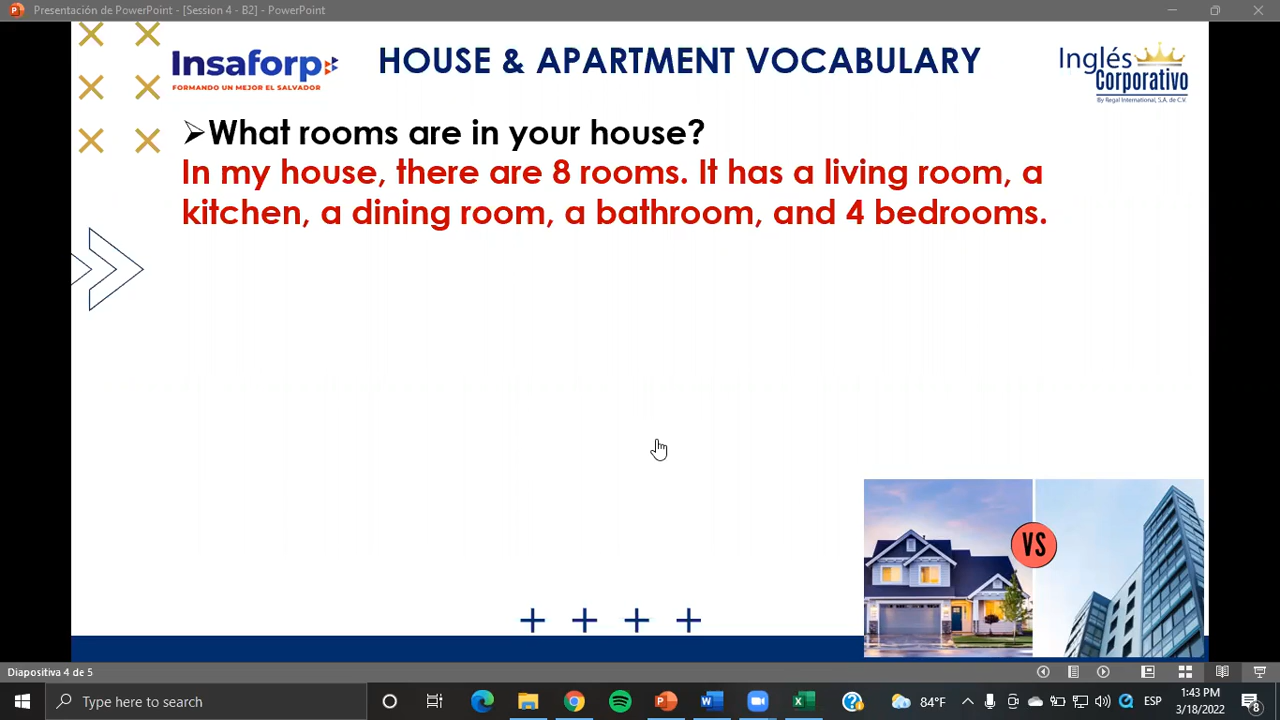 Presentación de PowerPoint - [Session 4 - B2] - PowerPoint
Insaforp
FORMANDO UN MEJOR EL SALVADOR
HOUSE & APARTMENT VOCABULARY
Inglés
Corporativo
By Regal International, S.A. de C.V.
What rooms are in your house?
In my house, there are 8 rooms. It has a living room, a
kitchen, a dining room, a bathroom, and 4 bedrooms.
VS
Diapositiva 4 de 5
Type here to search
84°F
ESP
1:43 PM
3/18/2022
8